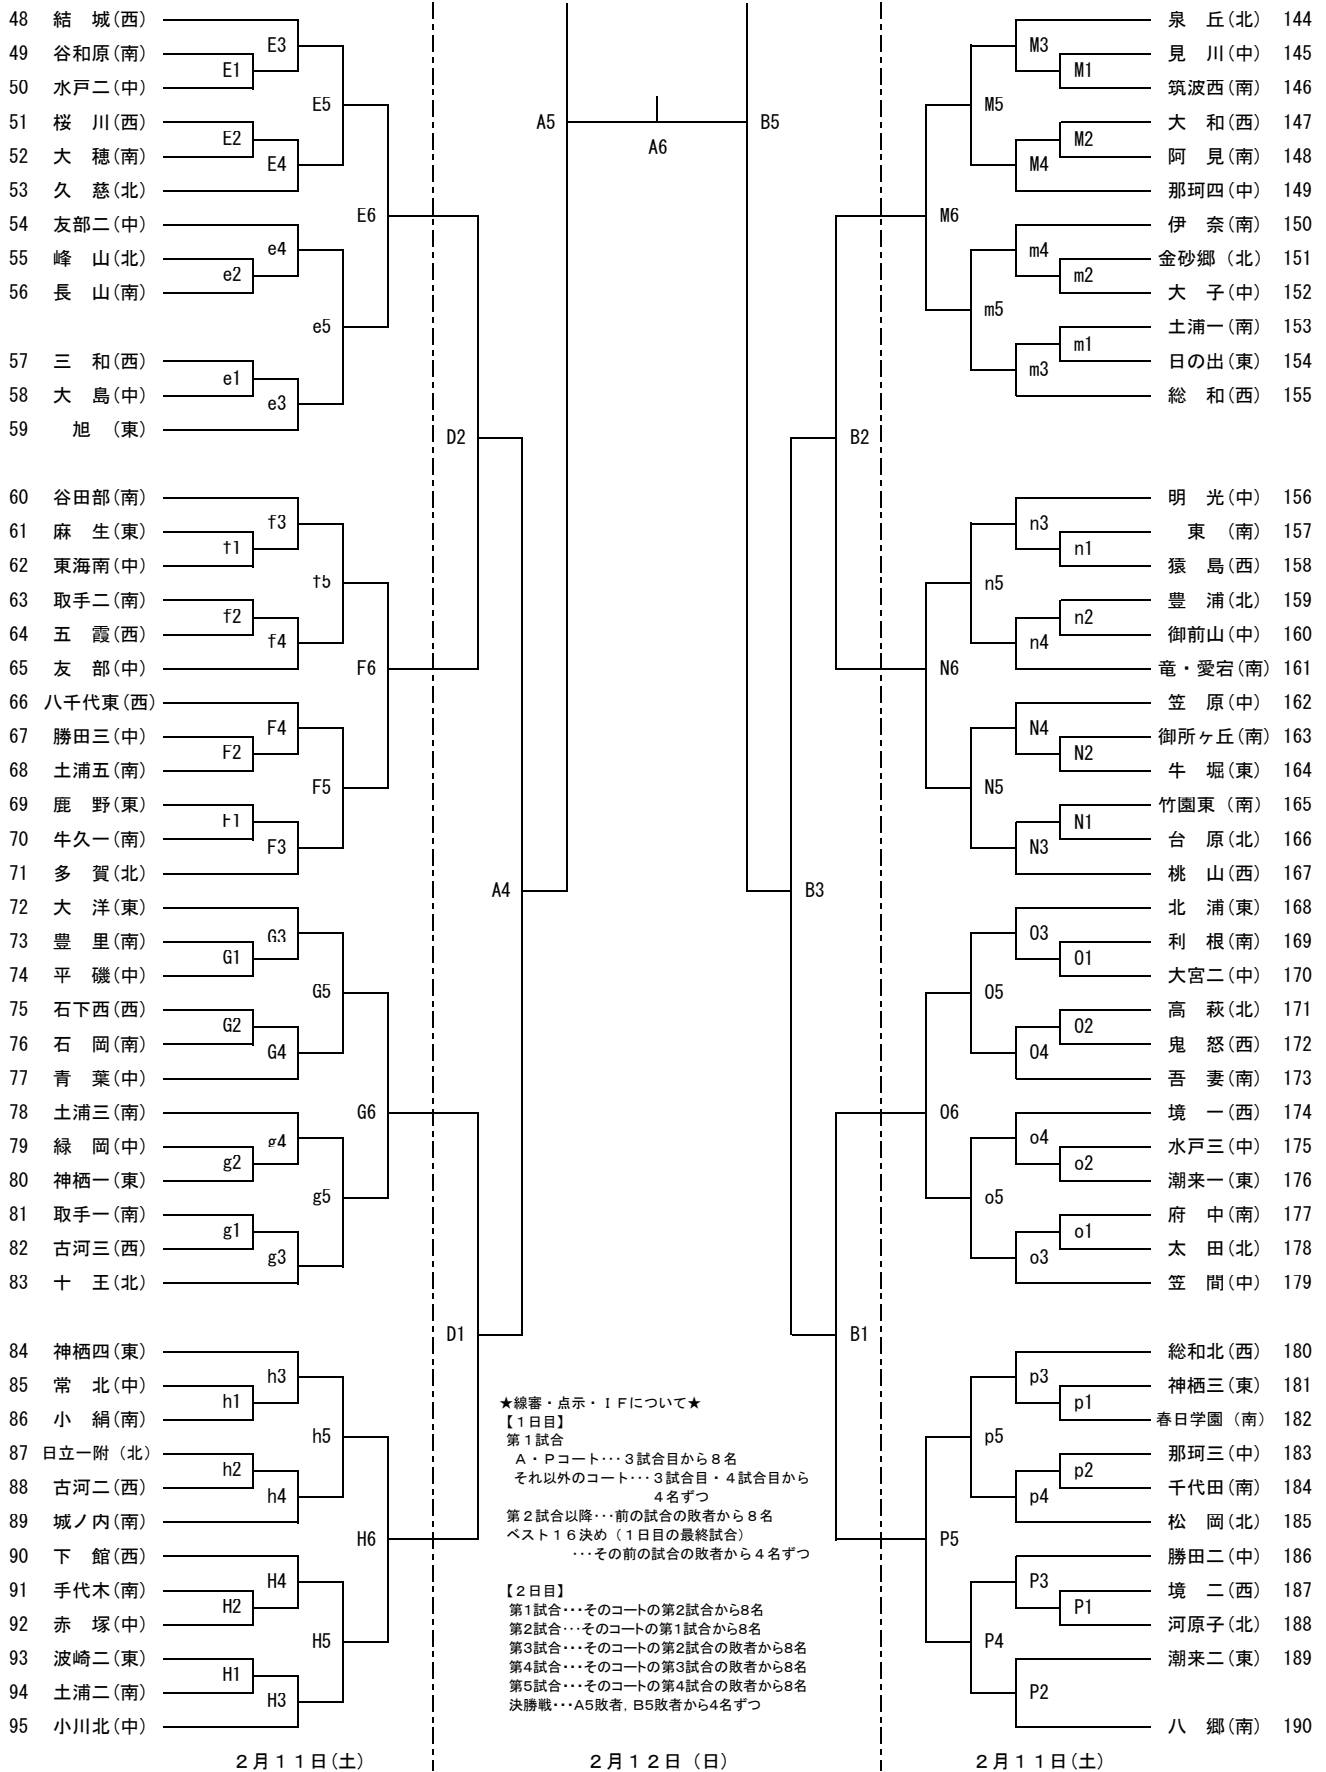 48 結　城(西)
49 谷和原(南)
50 水戸二(中)
51 桜　川(西)
52 大　穂(南)
53 久　慈(北)
54 友部二(中)
55 峰　山(北)
56 長　山(南)
57 三　和(西)
58 大　島(中)
59 旭　(東)
60 谷田部(南)
61 麻　生(東)
62 東海南(中)
63 取手二(南)
64 五　霞(西)
65 友　部(中)
66 八千代東(西)
67 勝田三(中)
68 土浦五(南)
69 鹿　野(東)
70 牛久一(南)
71 多　賀(北)
72 大　洋(東)
73 豊　里(南)
74 平　磯(中)
75 石下西(西)
76 石　岡(南)
77 青　葉(中)
78 土浦三(南)
79 緑　岡(中)
80 神栖一(東)
81 取手一(南)
82 古河三(西)
83 十　王(北)
84 神栖四(東)
85 常　北(中)
86 小　絹(南)
87 日立一附（北）
88 古河二(西)
89 城ノ内(南)
90 下　館(西)
91 手代木(南)
92 赤　塚(中)
93 波崎二(東)
94 土浦二(南)
95 小川北(中)
E3
E1
E5
E2
E4
E6
e4
e2
e5
e1
e3
D2
f3
f1
f5
f2
f4
F6
F4
F2
F5
F1
F3
A4
G3
G1
G5
G2
G4
G6
g4
g2
g5
g1
g3
D1
h3
h1
h5
h2
h4
H6
H4
H2
H5
H1
H3
A5
A6
B5
★線審・点示・ＩＦについて★
【１日目】
第１試合
Ａ・Ｐコート･･･３試合目から８名
それ以外のコート･･･３試合目・４試合目から
４名ずつ
第２試合以降･･･前の試合の敗者から８名
ベスト１６決め（１日目の最終試合）
･･･その前の試合の敗者から４名ずつ
【２日目】
第1試合･･･そのコートの第2試合から8名
第2試合･･･そのコートの第1試合から8名
第3試合･･･そのコートの第2試合の敗者から8名
第4試合･･･そのコートの第3試合の敗者から8名
第5試合･･･そのコートの第4試合の敗者から8名
決勝戦･･･A5敗者，B5敗者から4名ずつ
M3
M1
M5
M2
M4
M6
m4
m2
m5
m1
m3
B2
n3
n1
n5
n2
n4
N6
N4
N2
N5
N1
N3
B3
O3
O1
O5
O2
O4
O6
o4
o2
o5
o1
o3
B1
p3
p1
p5
p2
p4
P5
P3
P1
P4
P2
泉　丘(北) 144
見　川(中) 145
筑波西(南) 146
大　和(西) 147
阿　見(南) 148
那珂四(中) 149
伊　奈(南) 150
金砂郷（北) 151
大　子(中) 152
土浦一(南) 153
日の出(東) 154
総　和(西) 155
明　光(中) 156
東　(南) 157
猿　島(西) 158
豊　浦(北) 159
御前山(中) 160
竜・愛宕(南) 161
笠　原(中) 162
御所ヶ丘(南) 163
牛　堀(東) 164
竹園東（南) 165
台　原(北) 166
桃　山(西) 167
北　浦(東) 168
利　根(南) 169
大宮二(中) 170
高　萩(北) 171
鬼　怒(西) 172
吾　妻(南) 173
境　一(西) 174
水戸三(中) 175
潮来一(東) 176
府　中(南) 177
太　田(北) 178
笠　間(中) 179
総和北(西) 180
神栖三(東) 181
春日学園（南） 182
那珂三(中) 183
千代田(南) 184
松　岡(北) 185
勝田二(中) 186
境　二(西) 187
河原子(北) 188
潮来二(東) 189
八　郷(南) 190
２月１１日(土)
２月１２日（日）
２月１１日(土)